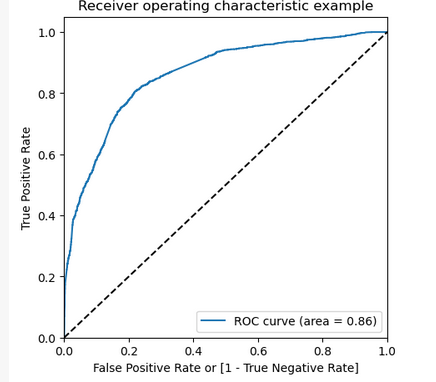 Receiver operating characteristic example
1.0
0.8
0.6
0.4
0.2
0.0
True Positive Rate
ROC curve (area = 0.86)
0.0 0.2 0.4 0.6 0.8 1.0
False Positive Rate or [1 - True Negative Rate]